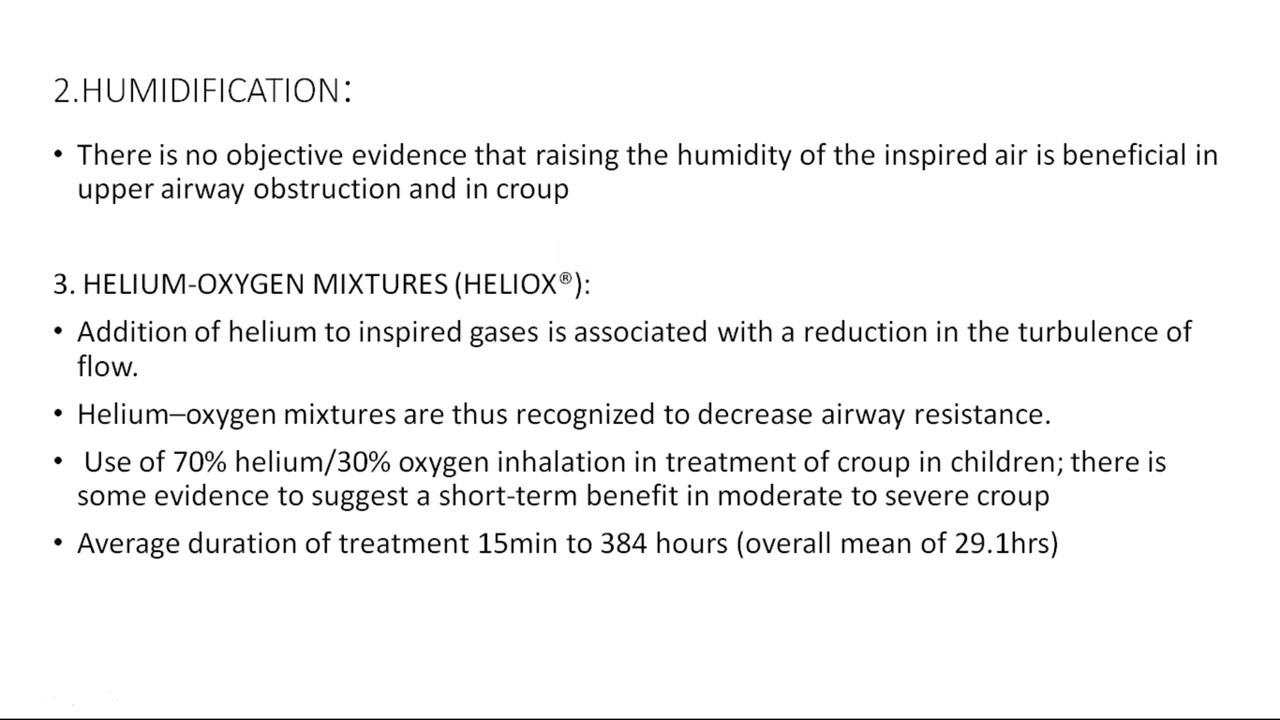 2.HUMIDIFICATION:
• There is no objective evidence that raising the humidity of the inspired air is beneficial in
upper airway obstruction and in croup
3. HELIUM-OXYGEN MIXTURES (HELIOX®):
• Addition of helium to inspired gases is associated with a reduction in the turbulence of
flow.
• Helium–oxygen mixtures are thus recognized to decrease airway resistance.
• Use of 70% helium/30% oxygen inhalation in treatment of croup in children; there is
some evidence to suggest a short-term benefit in moderate to severe croup
• Average duration of treatment 15min to 384 hours (overall mean of 29.1hrs)